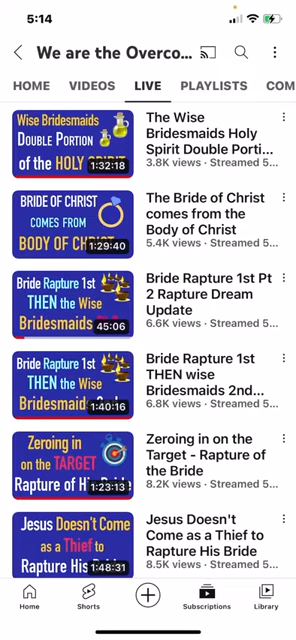 5:14
We are the Overco...
HOME VIDEOS LIVE PLAYLISTS COM
Wise Bridesmaids
DOUBLE PORTION
of the HOLY SPIRIT
1:32:18
The Wise
Bridesmaids Holy
Spirit Double Porti...
3.8K views · Streamed 5...
BRIDE OF CHRIST
COMES FROM
BODY OF CH
1:29:40
The Bride of Christ
comes from the
Body of Christ
5.4K views · Streamed 5...
Bride Rapture 1st
THEN the Wise
Bridesmaids
45:06
Bride Rapture 1st Pt
2 Rapture Dream
Update
6.6K views · Streamed 5...
Bride Rapture 1st
THEN the Wise
Bridesmaids
1:40:16
Bride Rapture 1st
THEN wise
Bridesmaids 2nd...
6.8K views · Streamed 5...
Zeroing in
on the TARGET
Rapture of H
1:23:13
Zeroing in on the
Target - Rapture of
the Bride
8.2K views · Streamed 5...
Jesus Doesn't Come
as a Thief to
Rapture His
1:48:31
Jesus Doesn't
Come as a Thief to
Rapture His Bride
8.5K views · Streamed 5...
Home Shorts Subscriptions Library